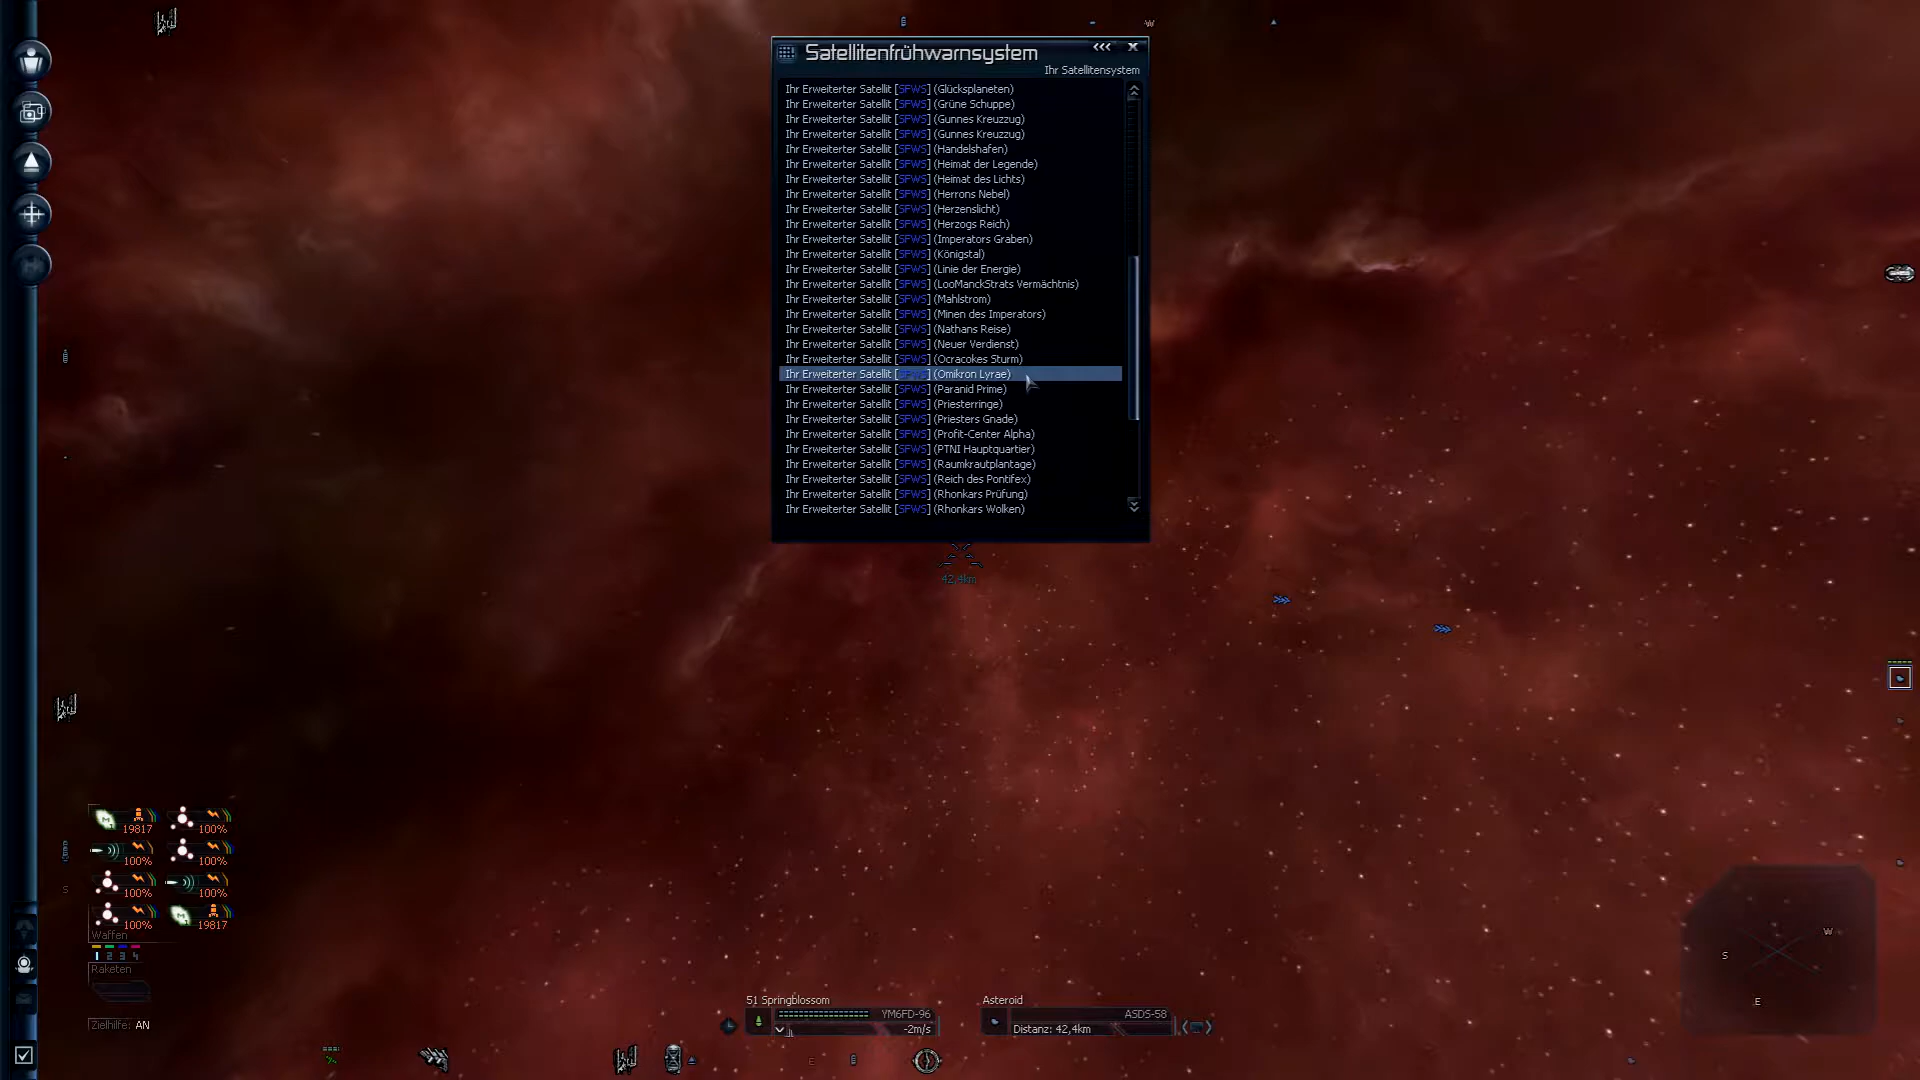 W
Satellitenfrühwarnsystem
Ihr Satellitensystem
Ihr Erweiterter Satellit [SFWS] (Glücksplaneten)
Ihr Erweiterter Satellit [SFWS] (Grüne Schuppe)
Ihr Erweiterter Satellit [SFWS] (Gunnes Kreuzzug)
Ihr Erweiterter Satellit [SFWS] (Gunnes Kreuzzug)
Ihr Erweiterter Satellit [SFWS] (Handelshafen)
Ihr Erweiterter Satellit [SFWS] (Heimat der Legende)
Ihr Erweiterter Satellit [SFWS] (Heimat des Lichts)
Ihr Erweiterter Satellit [SFWS] (Herrons Nebel)
Ihr Erweiterter Satellit [SFWS] (Herzenslicht)
Ihr Erweiterter Satellit [SFWS] (Herzogs Reich)
Ihr Erweiterter Satellit [SFWS] (Imperators Graben)
Ihr Erweiterter Satellit [SFWS] (Königstal)
Ihr Erweiterter Satellit [SFWS] (Linie der Energie)
Ihr Erweiterter Satellit [SFWS] (LooManckStrats Vermächtnis)
Ihr Erweiterter Satellit [SFWS] (Mahlstrom)
Ihr Erweiterter Satellit [SFWS] (Minen des Imperators)
Ihr Erweiterter Satellit [SFWS] (Nathans Reise)
Ihr Erweiterter Satellit [SFWS] (Neuer Verdienst)
Ihr Erweiterter Satellit [SFWS] (Ocracokes Sturm)
Ihr Erweiterter Satellit [SFWS] (Omikron Lyrae)
Ihr Erweiterter Satellit [SFWS] (Paranid Prime)
Ihr Erweiterter Satellit [SFWS] (Priesterringe)
Ihr Erweiterter Satellit [SFWS] (Priesters Gnade)
Ihr Erweiterter Satellit [SFWS] (Profit-Center Alpha)
Ihr Erweiterter Satellit [SFWS] (PTNI Hauptquartier)
Ihr Erweiterter Satellit [SFWS] (Raumkrautplantage)
Ihr Erweiterter Satellit [SFWS] (Reich des Pontifex)
Ihr Erweiterter Satellit [SFWS] (Rhonkars Prüfung)
Ihr Erweiterter Satellit [SFWS] (Rhonkars Wolken)
42,4km
19817 100%
100% 100%
S
100% 100%
100% 19817
Waffen
1 2 3 4
Raketen
Zielhilfe: AN
51 Springblossom
YM6FD-96
-2m/s
Asteroid
ASDS-58
Distanz: 42,4km
W
S
E
E